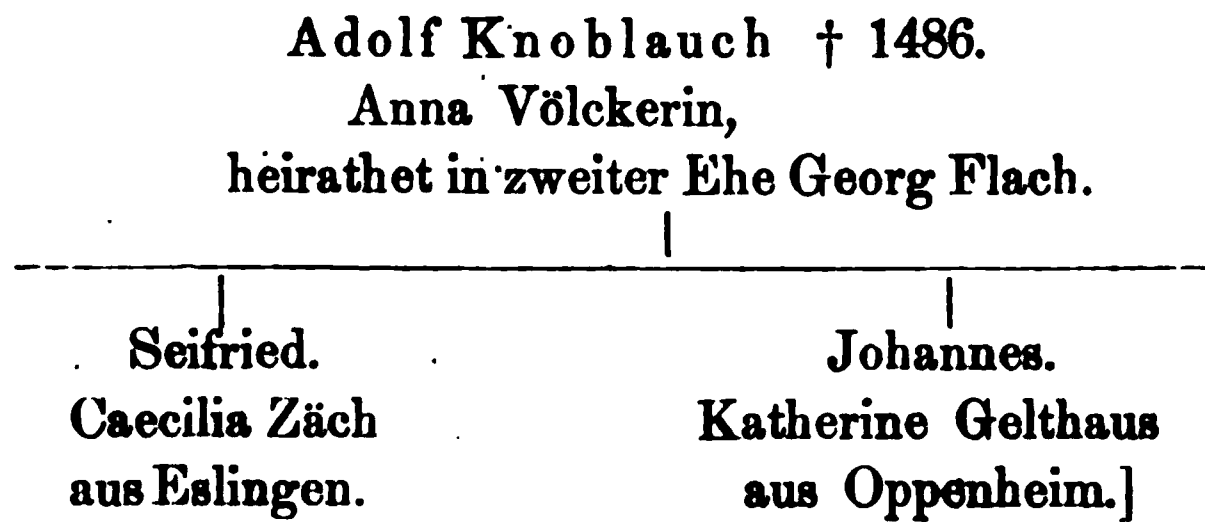 Adolf Knoblauch † 1486.
Anna Völckerin,
heirathet in zweiter Ehe Georg Flach.
Seifried.
Caecilia Zäch
aus Eslingen.
Johannes.
Katherine Gelthaus
aus Oppenheim.]